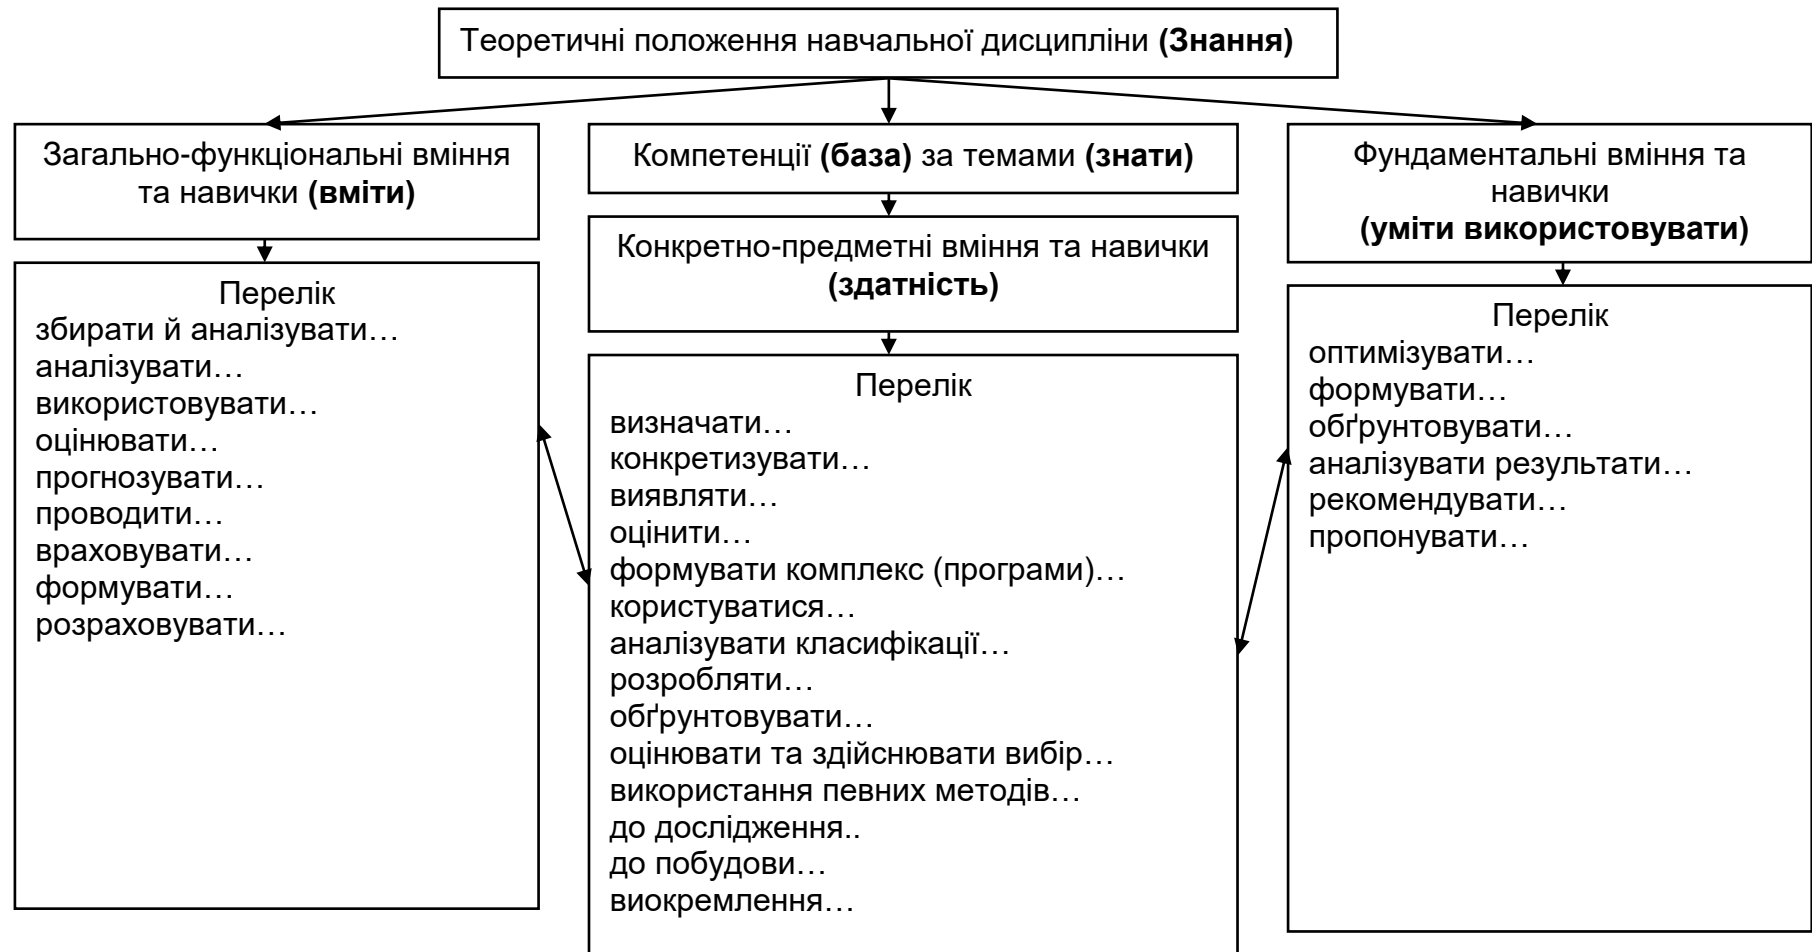 Теоретичні положення навчальної дисципліни (Знання)
Загально-функціональні вміння
та навички (вміти)
Перелік
збирати й аналізувати…
аналізувати…
використовувати…
оцінювати…
прогнозувати…
проводити…
враховувати…
формувати…
розраховувати…
Компетенції (база) за темами (знати)
Конкретно-предметні вміння та навички
(здатність)
Перелік
визначати…
конкретизувати…
виявляти…
оцінити…
формувати комплекс (програми)…
користуватися…
аналізувати класифікації…
розробляти…
обґрунтовувати…
оцінювати та здійснювати вибір…
використання певних методів…
до дослідження..
до побудови…
виокремлення…
Фундаментальні вміння та
навички
(уміти використовувати)
Перелік
оптимізувати…
формувати…
обґрунтовувати…
аналізувати результати…
рекомендувати…
пропонувати…